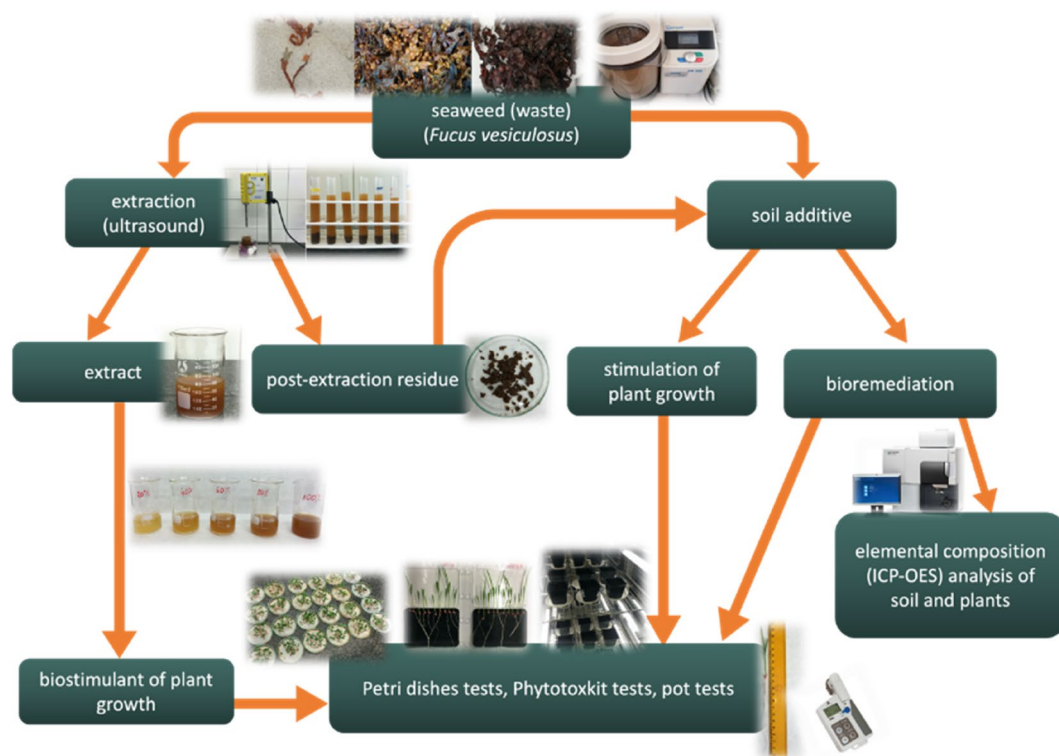 seaweed (waste)
(Fucus vesiculosus)
extraction
(ultrasound)
soil additive
extract
post-extraction residue
stimulation of
plant growth
bioremediation
elemental composition
(ICP-OES) analysis of
soil and plants
biostimulant of plant
growth
Petri dishes tests, Phytotoxkit tests, pot tests